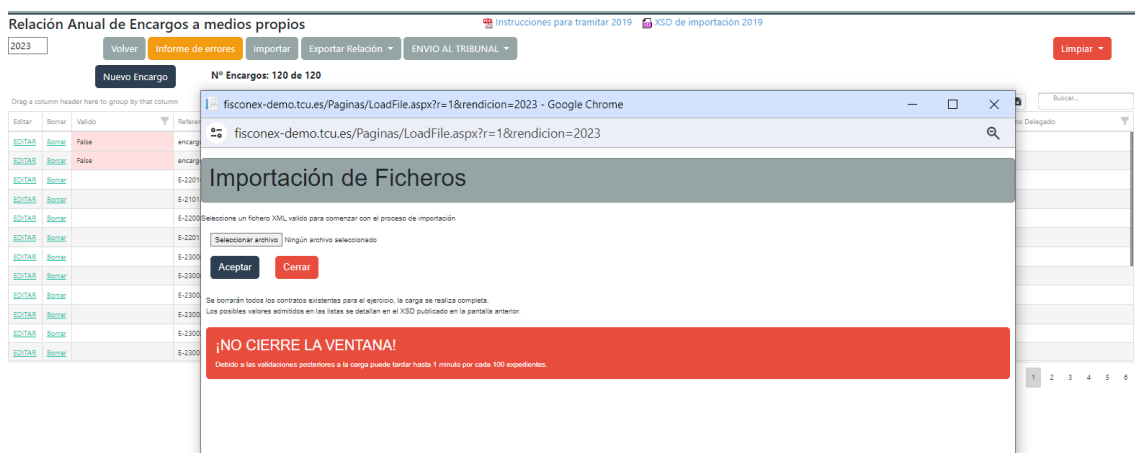 Relación Anual de Encargos a medios propios
Instrucciones para tramitar 2019 XSD de importación 2019
2023 Volver Informe de errores Importar Exportar Relación ENVIO AL TRIBUNAL Limpiar
Nuevo Encargo Nº Encargos: 120 de 120
Drag a column header here to group by that column Buscar...
Editar Borrar Valido Delegado
EDITAR Borrar False
EDITAR Borrar False
EDITAR Borrar
EDITAR Borrar
EDITAR Borrar
EDITAR Borrar
EDITAR Borrar
EDITAR Borrar
EDITAR Borrar
EDITAR Borrar
EDITAR Borrar
EDITAR Borrar
1 2 3 4 5 6
fisconex-demo.tcu.es/Paginas/LoadFile.aspx?r=1&rendicion=2023 - Google Chrome
fisconex-demo.tcu.es/Paginas/LoadFile.aspx?r=1&rendicion=2023
Importación de Ficheros
Seleccione un fichero XML valido para comenzar con el proceso de importación
Seleccionar archivo Ningún archivo seleccionado
Aceptar Cerrar
Se borrarán todos los contratos existentes para el ejercicio, la carga se realiza completa.
Los posibles valores admitidos en las listas se detallan en el XSD publicado en la pantalla anterior.
¡NO CIERRE LA VENTANA!
Debido a las validaciones posteriores a la carga puede tardar hasta 1 minuto por cada 100 expedientes.